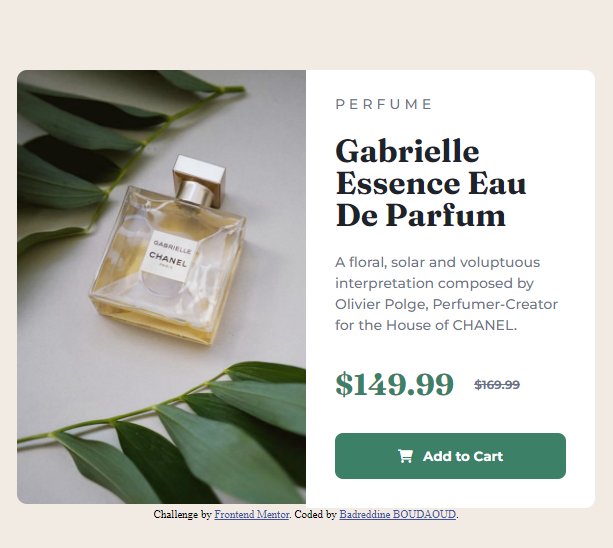 GABRIELLE
CHANEL
PARIS
PERFUME
Gabrielle
Essence Eau
De Parfum
A floral, solar and voluptuous
interpretation composed by
Olivier Polge, Perfumer-Creator
for the House of CHANEL.
$149.99 $169.99
Add to Cart
Challenge by Frontend Mentor. Coded by Badreddine BOUDAOUD.